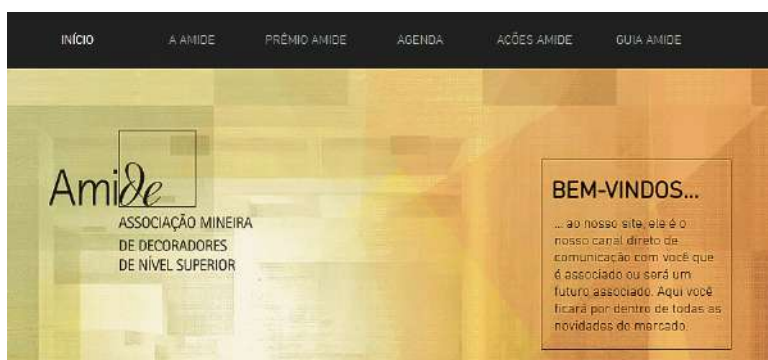 INÍCIO A AMIDE PRÊMIO AMIDE AGENDA AÇÕES AMIDE GUIA AMIDE
Amide
ASSOCIAÇÃO MINEIRA
DE DECORADORES
DE NÍVEL SUPERIOR
BEM-VINDOS...
... ao nosso site, ele é o
nosso canal direto de
comunicação com você que
é associado ou será um
futuro associado. Aqui você
ficará por dentro de todas as
novidades do mercado.